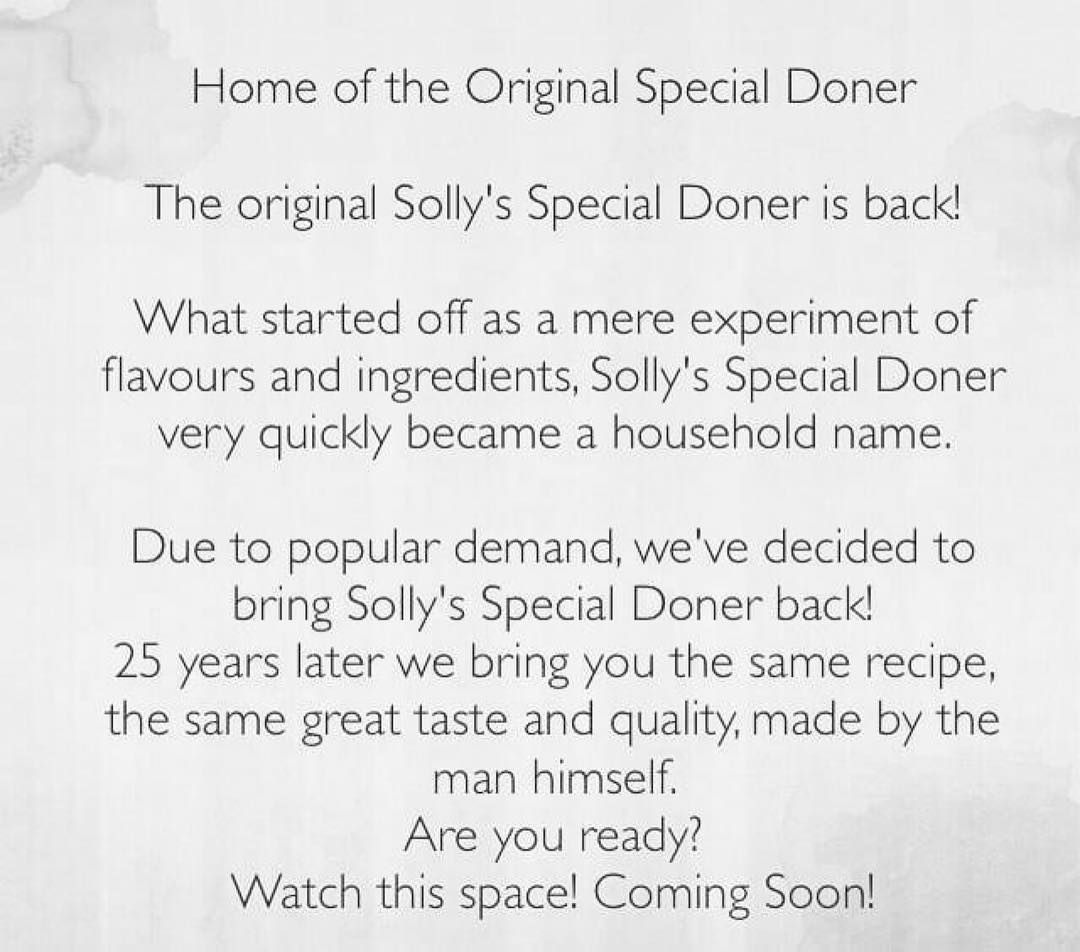 Home of the Original Special Doner
The original Solly's Special Doner is back!
What started off as a mere experiment of
flavours and ingredients, Solly's Special Doner
very quickly became a household name.
Due to popular demand, we've decided to
bring Solly's Special Doner back!
25 years later we bring you the same recipe,
the same great taste and quality, made by the
man himself.
Are you ready?
Watch this space! Coming Soon!